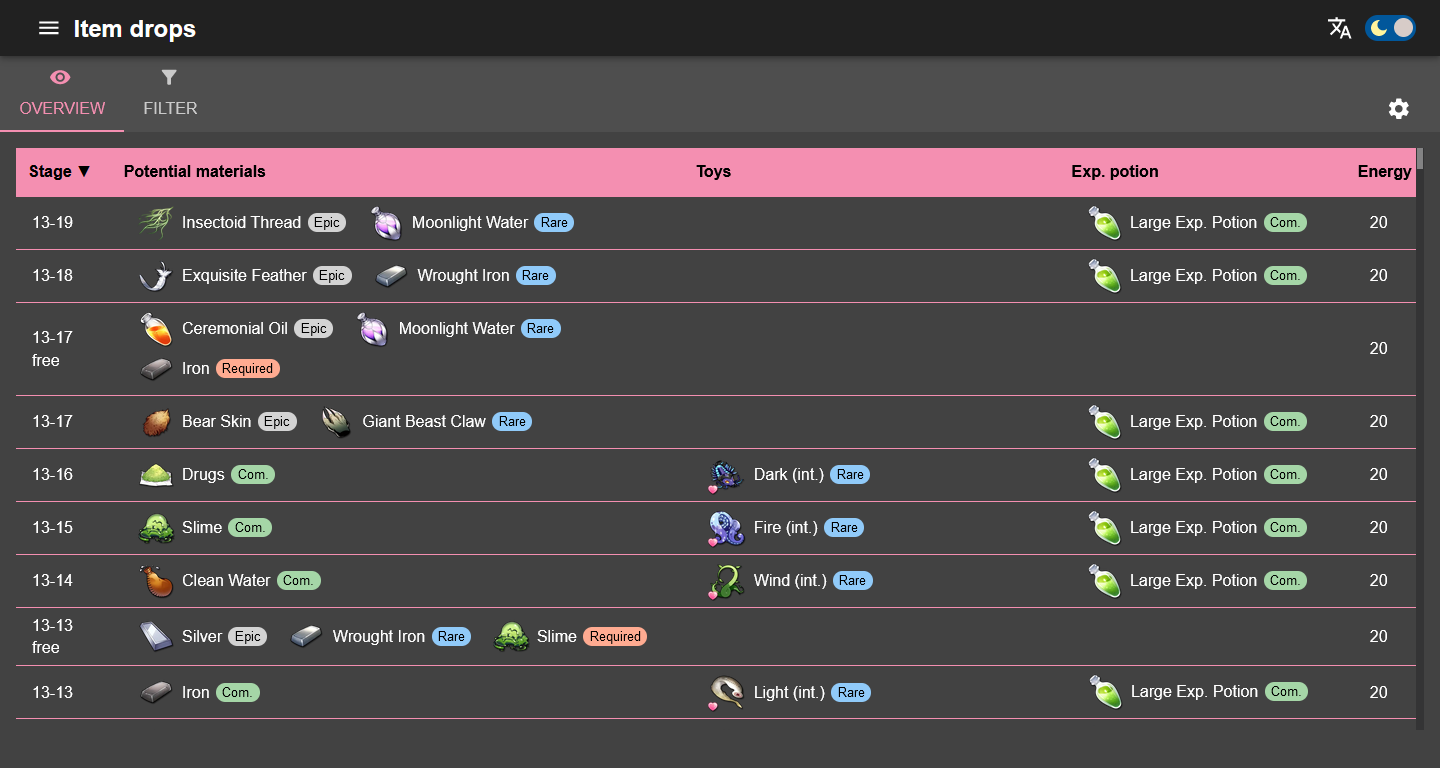 Item drops
OVERVIEW FILTER
Stage ▼ Potential materials Toys Exp. potion Energy
13-19 Insectoid Thread Epic Moonlight Water Rare Large Exp. Potion Com. 20
13-18 Exquisite Feather Epic Wrought Iron Rare Large Exp. Potion Com. 20
13-17 free Ceremonial Oil Epic Moonlight Water Rare 20
Iron Required
13-17 Bear Skin Epic Giant Beast Claw Rare Large Exp. Potion Com. 20
13-16 Drugs Com. Dark (int.) Rare Large Exp. Potion Com. 20
13-15 Slime Com. Fire (int.) Rare Large Exp. Potion Com. 20
13-14 Clean Water Com. Wind (int.) Rare Large Exp. Potion Com. 20
13-13 free Silver Epic Wrought Iron Rare Slime Required 20
13-13 Iron Com. Light (int.) Rare Large Exp. Potion Com. 20